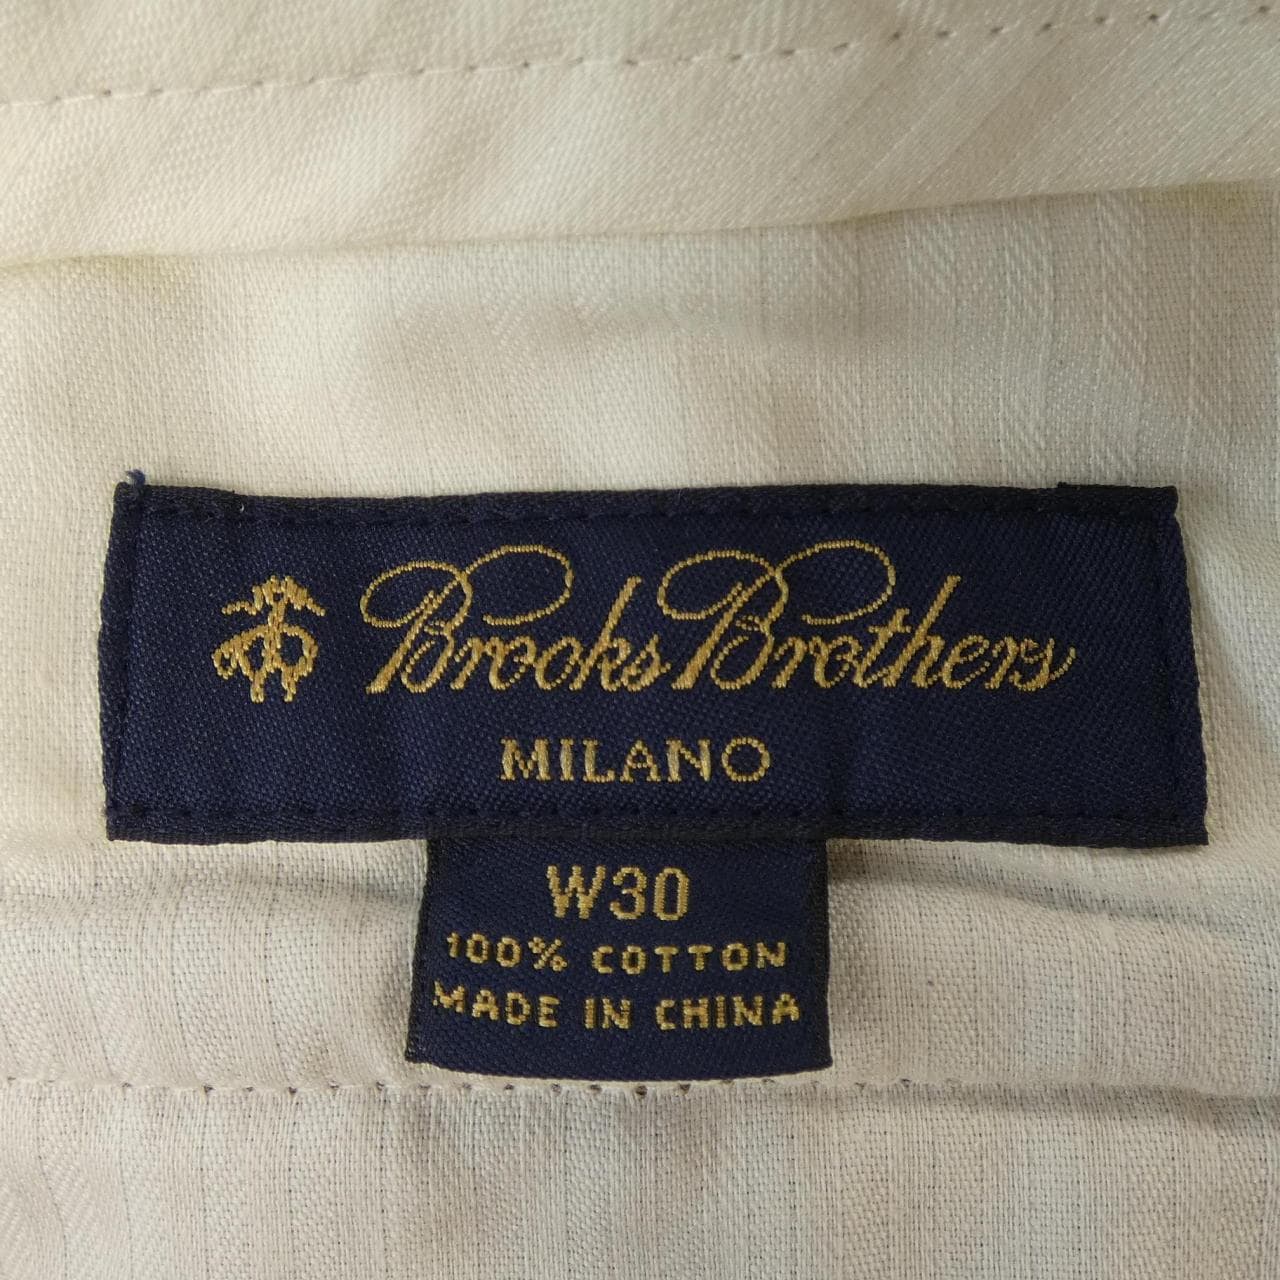 Brooks Brothers
MILANO
W30
100% COTTON
MADE IN CHINA